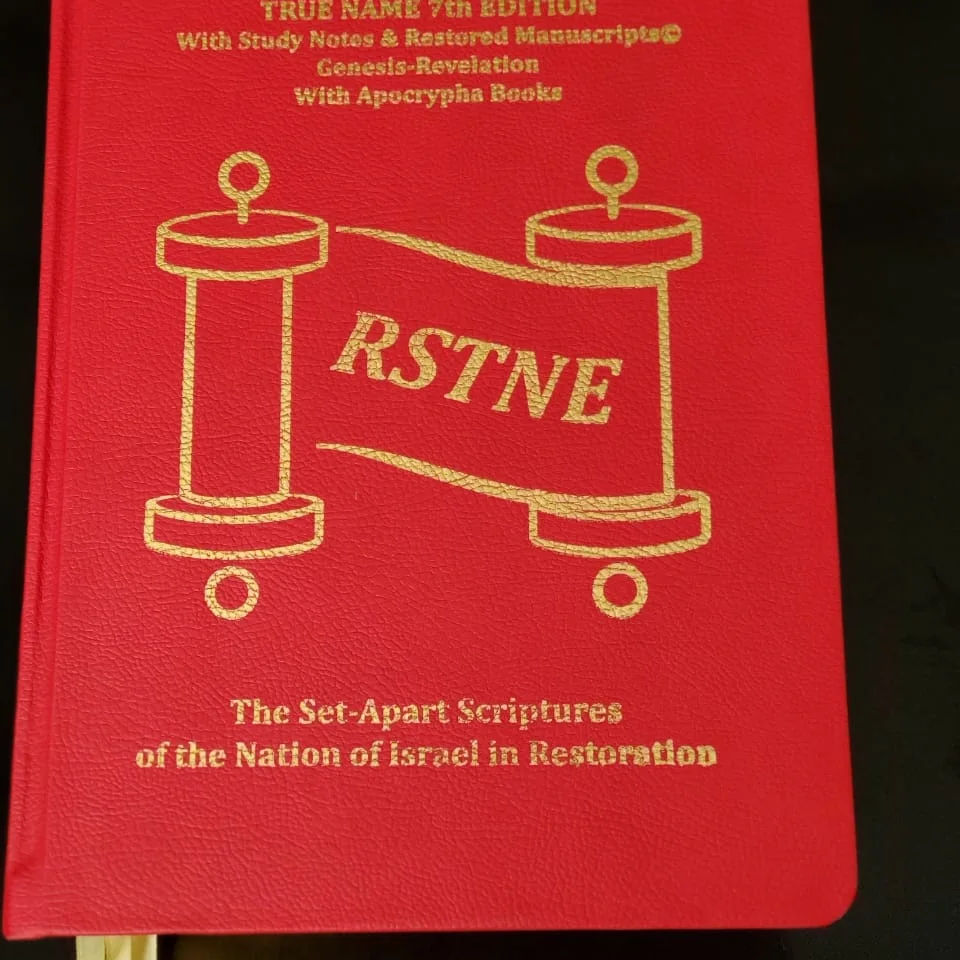 TRUE NAME 7th EDITION
With Study Notes & Restored Manuscripts©
Genesis-Revelation
With Apocrypha Books
RSTNE
The Set-Apart Scriptures
of the Nation of Israel in Restoration